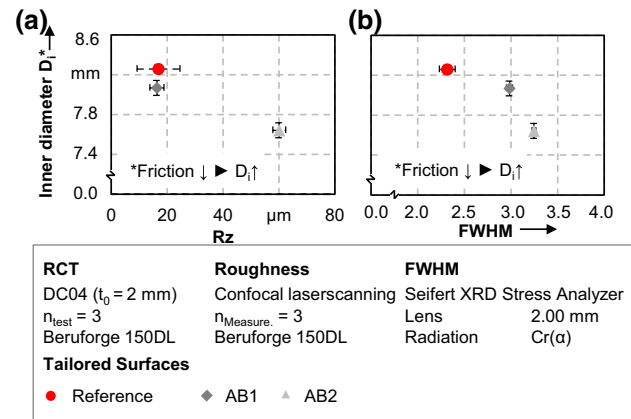 (a)
(b)
Inner diameter Dᵢ*
8.6
mm
7.8
7.4
0.0
*Friction ↓ ► Dᵢ↑
0 20 40 µm 80
Rz
*Friction ↓ ► Dᵢ↑
0.0 2.0 2.5 3.0 3.5 4.0
FWHM
RCT
DC04 (t₀ = 2 mm)
n_test = 3
Beruforge 150DL
Roughness
Confocal laserscanning
n_Measure. = 3
Beruforge 150DL
FWHM
Seifert XRD Stress Analyzer
Lens 2.00 mm
Radiation Cr(α)
Tailored Surfaces
Reference AB1 AB2